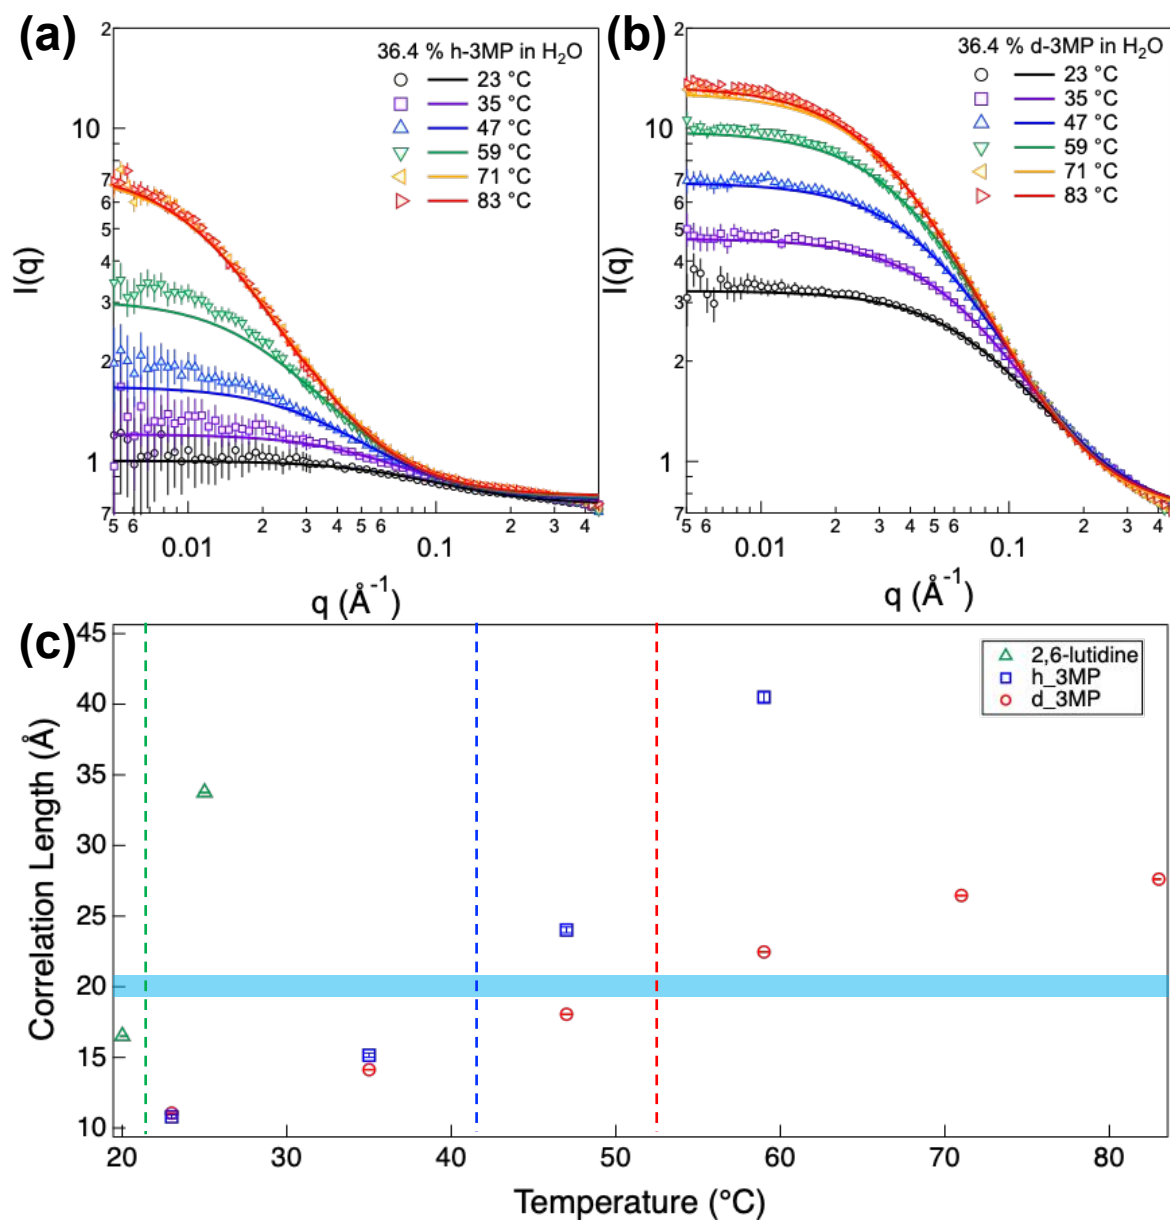 (a)
36.4 % h-3MP in H₂O
23 °C
35 °C
47 °C
59 °C
71 °C
83 °C
I(q)
2
10
8
7
6
5
4
3
2
1
7
5 6 2 3 4 5 6 2 3 4
0.01 0.1
q (Å⁻¹)
(b)
36.4 % d-3MP in H₂O
23 °C
35 °C
47 °C
59 °C
71 °C
83 °C
I(q)
2
10
7
6
5
4
3
2
1
7
5 6 2 3 4 5 6 2 3 4
0.01 0.1
q (Å⁻¹)
(c)
2,6-lutidine
h_3MP
d_3MP
Correlation Length (Å)
45
40
35
30
25
20
15
10
20 30 40 50 60 70 80
Temperature (°C)